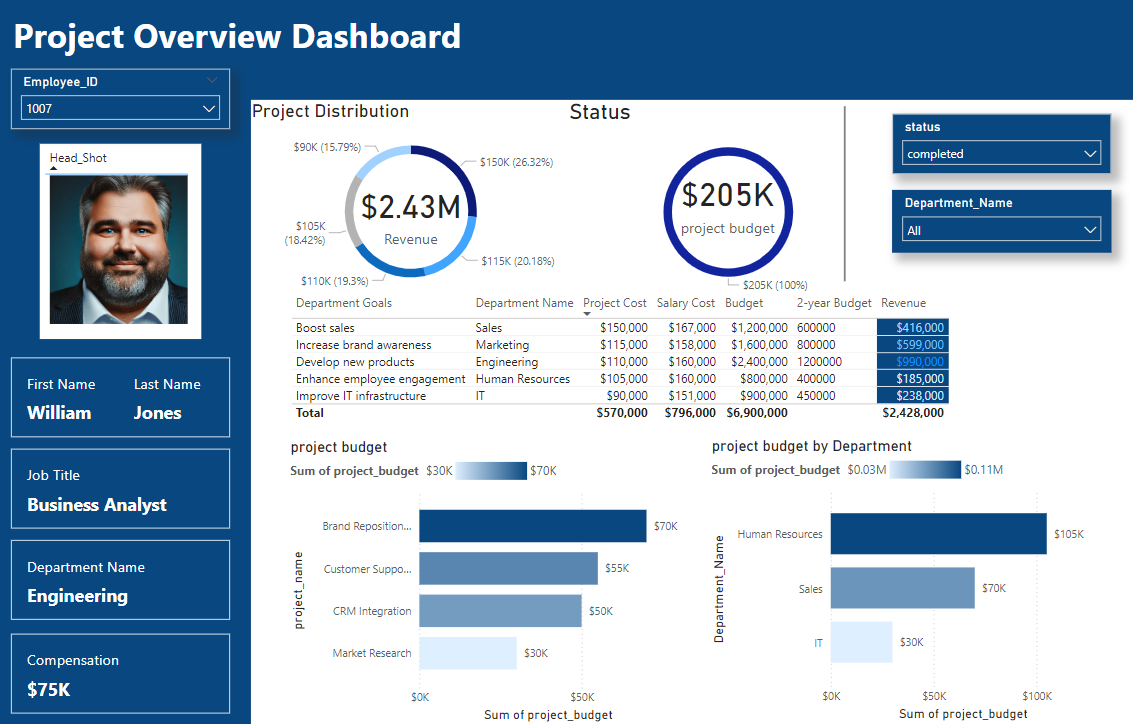 Project Overview Dashboard
Employee_ID
1007
Head_Shot
First Name Last Name
William Jones
Job Title
Business Analyst
Department Name
Engineering
Compensation
$75K
Project Distribution
$90K (15.79%)
$150K (26.32%)
$2.43M
Revenue
$105K
(18.42%)
$115K (20.18%)
$110K (19.3%)
Status
$205K
project budget
$205K (100%)
status
completed
Department_Name
All
Department Goals Department Name Project Cost Salary Cost Budget 2-year Budget Revenue
Boost sales Sales $150,000 $167,000 $1,200,000 600000 $416,000
Increase brand awareness Marketing $115,000 $158,000 $1,600,000 800000 $599,000
Develop new products Engineering $110,000 $160,000 $2,400,000 1200000 $990,000
Enhance employee engagement Human Resources $105,000 $160,000 $800,000 400000 $185,000
Improve IT infrastructure IT $90,000 $151,000 $900,000 450000 $238,000
Total $570,000 $796,000 $6,900,000 $2,428,000
project budget
Sum of project_budget $30K $70K
project_name
Brand Reposition... $70K
Customer Suppo... $55K
CRM Integration $50K
Market Research $30K
$0K $50K
Sum of project_budget
project budget by Department
Sum of project_budget $0.03M $0.11M
Department_Name
Human Resources $105K
Sales $70K
IT $30K
$0K $50K $100K
Sum of project_budget